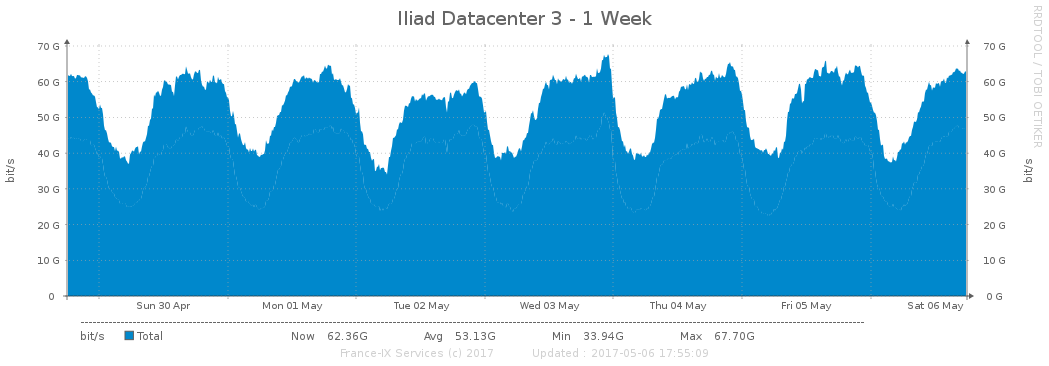 Iliad Datacenter 3 - 1 Week
RRDTOOL / TOBI OETIKER
70 G 70 G
60 G 60 G
50 G 50 G
40 G 40 G
30 G 30 G
20 G 20 G
10 G 10 G
0 0 G
bit/s bit/s
Sun 30 Apr Mon 01 May Tue 02 May Wed 03 May Thu 04 May Fri 05 May Sat 06 May
bit/s Total Now 62.36G Avg 53.13G Min 33.94G Max 67.70G
France-IX Services (c) 2017 Updated : 2017-05-06 17:55:09